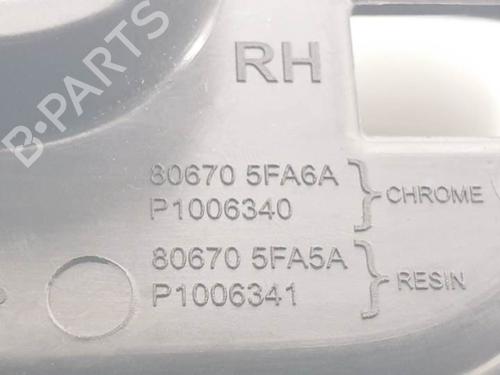 B-PARTS
RH
80670 5FA6A
P1006340
CHROME
80670 5FA5A
P1006341
RESIN